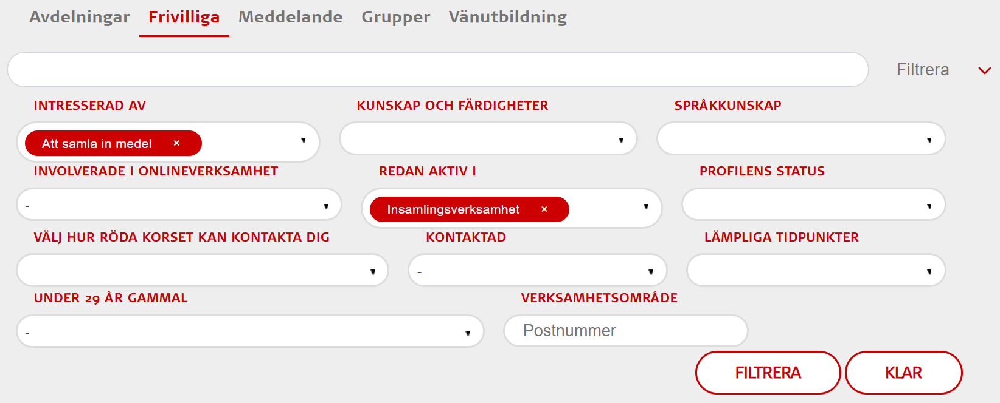 Avdelningar Frivilliga Meddelande Grupper Vänutbildning
Filtrera
INTRESSERAD AV KUNSKAP OCH FÄRDIGHETER SPRÅKKUNSKAP
Att samla in medel ×
INVOLVERADE I ONLINEVERKSAMHET REDAN AKTIV I PROFILENS STATUS
- Insamlingsverksamhet ×
VÄLJ HUR RÖDA KORSET KAN KONTAKTA DIG KONTAKTAD LÄMPLIGA TIDPUNKTER
-
UNDER 29 ÅR GAMMAL VERKSAMHETSOMRÅDE
- Postnummer
FILTRERA KLAR